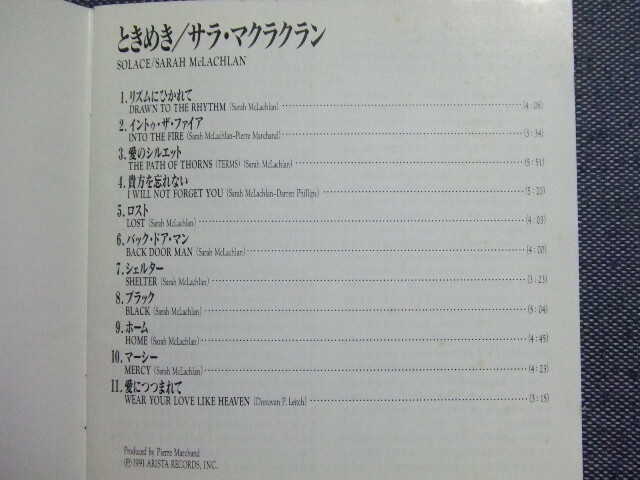 ときめき/サラ・マクラクラン
SOLACE/SARAH McLACHLAN
1. リズムにひかれて
DRAWN TO THE RHYTHM (Sarah McLachlan) (4:08)
2. イントゥ・ザ・ファイア
INTO THE FIRE (Sarah McLachlan-Pierre Marchand) (3:34)
3. 愛のシルエット
THE PATH OF THORNS (TERMS) (Sarah McLachlan) (5:51)
4. 貴方を忘れない
I WILL NOT FORGET YOU (Sarah McLachlan-Darren Phillips) (5:20)
5. ロスト
LOST (Sarah McLachlan) (4:03)
6. バック・ドア・マン
BACK DOOR MAN (Sarah McLachlan) (4:00)
7. シェルター
SHELTER (Sarah McLachlan) (3:23)
8. ブラック
BLACK (Sarah McLachlan) (5:04)
9. ホーム
HOME (Sarah McLachlan) (4:45)
10. マーシー
MERCY (Sarah McLachlan) (4:23)
11. 愛につつまれて
WEAR YOUR LOVE LIKE HEAVEN (Donovan P. Leitch) (3:15)
Produced by Pierre Marchand
Ⓟ1991 ARISTA RECORDS, INC.